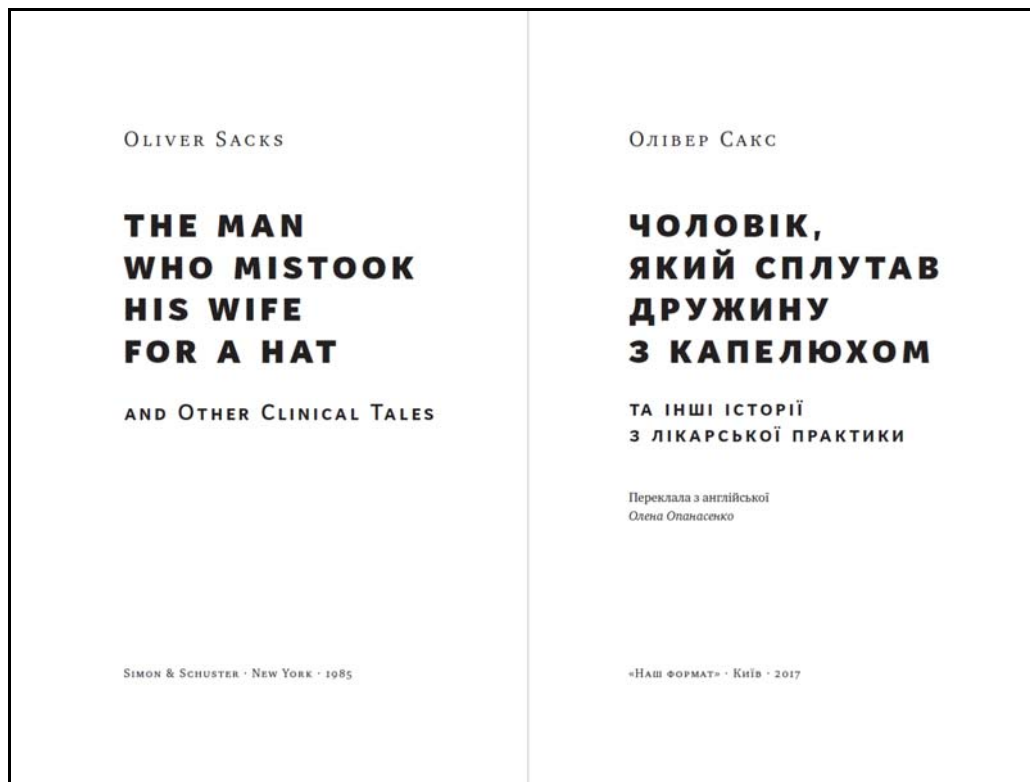 Oliver Sacks
THE MAN
WHO MISTOOK
HIS WIFE
FOR A HAT
and Other Clinical Tales
Simon & Schuster · New York · 1985
Олівер Сакс
ЧОЛОВІК,
ЯКИЙ СПЛУТАВ
ДРУЖИНУ
З КАПЕЛЮХОМ
та інші історії
з лікарської практики
Переклала з англійської
Олена Опанасенко
«Наш формат» · Київ · 2017